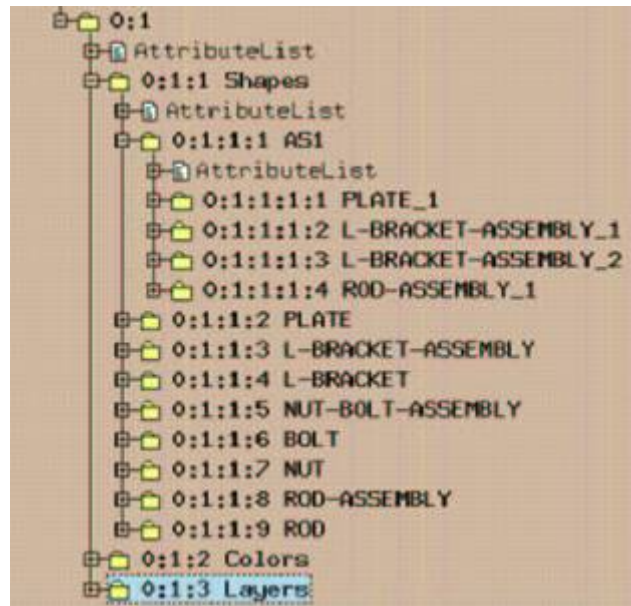 0:1
AttributeList
0:1:1 Shapes
AttributeList
0:1:1:1 AS1
AttributeList
0:1:1:1:1 PLATE_1
0:1:1:1:2 L-BRACKET-ASSEMBLY_1
0:1:1:1:3 L-BRACKET-ASSEMBLY_2
0:1:1:1:4 ROD-ASSEMBLY_1
0:1:1:2 PLATE
0:1:1:3 L-BRACKET-ASSEMBLY
0:1:1:4 L-BRACKET
0:1:1:5 NUT-BOLT-ASSEMBLY
0:1:1:6 BOLT
0:1:1:7 NUT
0:1:1:8 ROD-ASSEMBLY
0:1:1:9 ROD
0:1:2 Colors
0:1:3 Layers